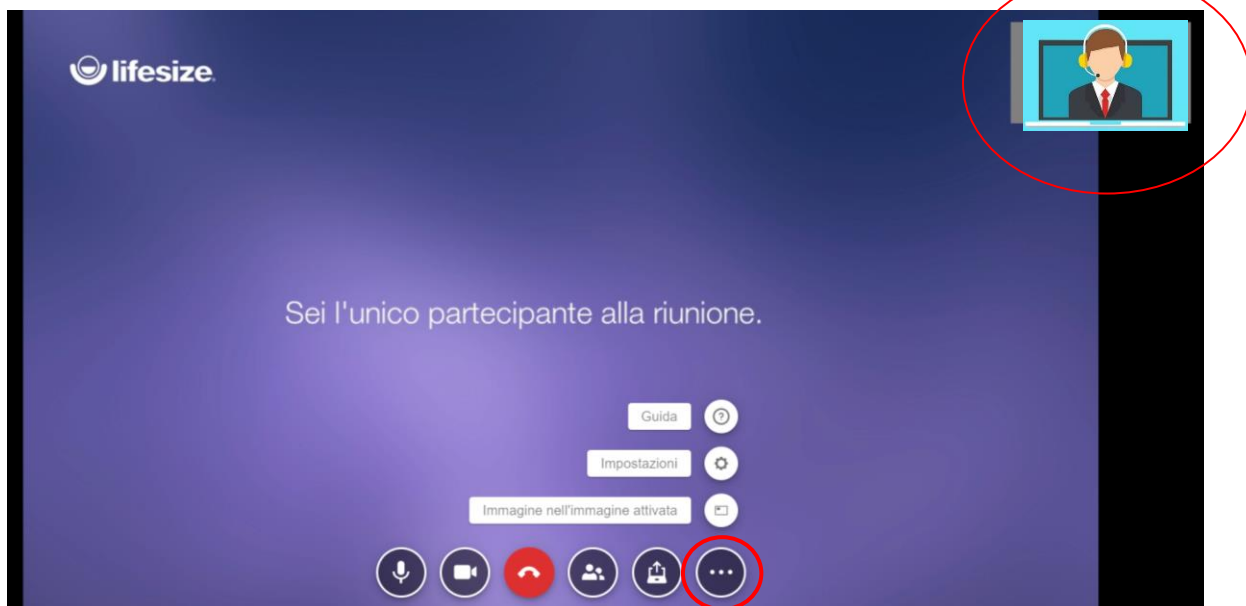 lifesize.
Sei l'unico partecipante alla riunione.
Guida
Impostazioni
Immagine nell'immagine attivata